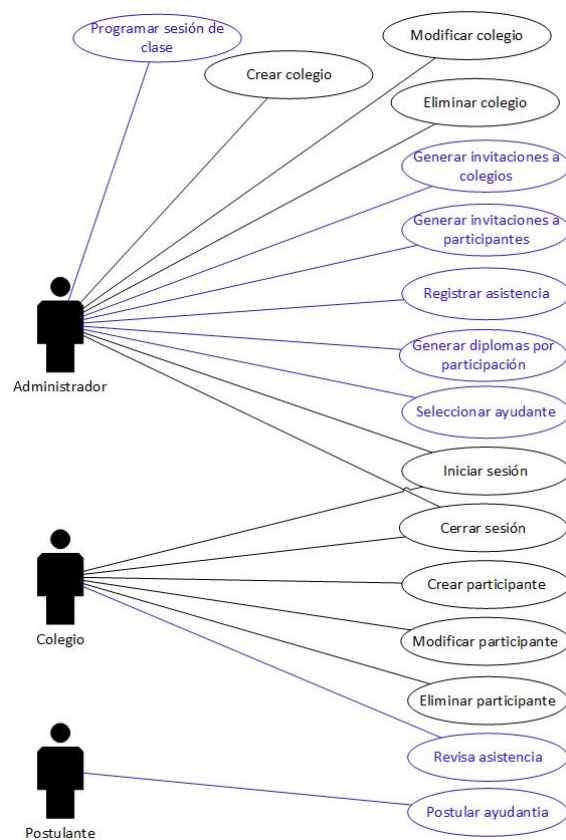 Programar sesión de
clase
Modificar colegio
Crear colegio
Eliminar colegio
Generar invitaciones a
colegios
Generar invitaciones a
participantes
Registrar asistencia
Administrador
Generar diplomas por
participación
Seleccionar ayudante
Iniciar sesión
Cerrar sesión
Crear participante
Colegio
Modificar participante
Eliminar participante
Revisa asistencia
Postular ayudantia
Postulante